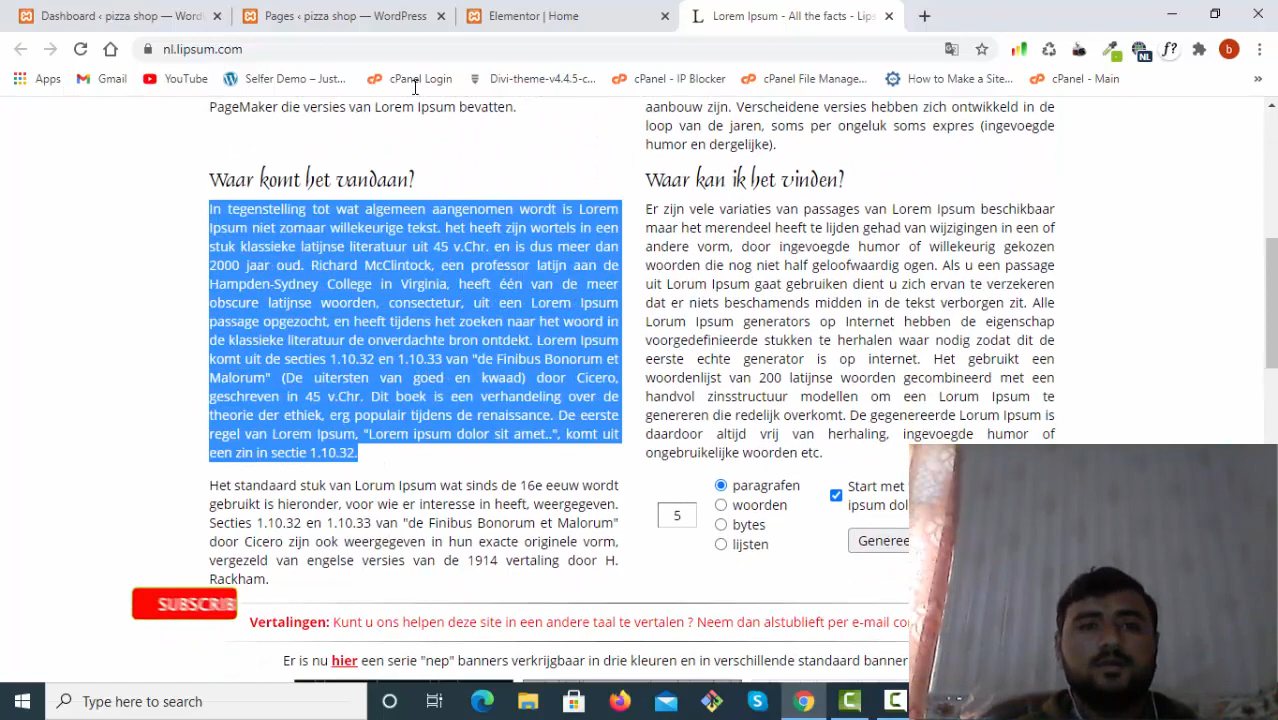 Dashboard ‹ pizza shop — WordPress
Pages ‹ pizza shop — WordPress
Elementor | Home
L Lorem Ipsum - All the facts - Lips
nl.lipsum.com
NL
f?
b
Apps
Gmail
YouTube
Selfer Demo – Just...
cPanel Login
Divi-theme-v4.4.5-c...
cPanel - IP Blocker
cPanel File Manage...
How to Make a Site...
cPanel - Main
»
PageMaker die versies van Lorem Ipsum bevatten.
Waar komt het vandaan?
In tegenstelling tot wat algemeen aangenomen wordt is Lorem
Ipsum niet zomaar willekeurige tekst. het heeft zijn wortels in een
stuk klassieke latijnse literatuur uit 45 v.Chr. en is dus meer dan
2000 jaar oud. Richard McClintock, een professor latijn aan de
Hampden-Sydney College in Virginia, heeft één van de meer
obscure latijnse woorden, consectetur, uit een Lorem Ipsum
passage opgezocht, en heeft tijdens het zoeken naar het woord in
de klassieke literatuur de onverdachte bron ontdekt. Lorem Ipsum
komt uit de secties 1.10.32 en 1.10.33 van "de Finibus Bonorum et
Malorum" (De uitersten van goed en kwaad) door Cicero,
geschreven in 45 v.Chr. Dit boek is een verhandeling over de
theorie der ethiek, erg populair tijdens de renaissance. De eerste
regel van Lorem Ipsum, "Lorem ipsum dolor sit amet..", komt uit
een zin in sectie 1.10.32.
Het standaard stuk van Lorum Ipsum wat sinds de 16e eeuw wordt
gebruikt is hieronder, voor wie er interesse in heeft, weergegeven.
Secties 1.10.32 en 1.10.33 van "de Finibus Bonorum et Malorum"
door Cicero zijn ook weergegeven in hun exacte originele vorm,
vergezeld van engelse versies van de 1914 vertaling door H.
Rackham.
aanbouw zijn. Verscheidene versies hebben zich ontwikkeld in de
loop van de jaren, soms per ongeluk soms expres (ingevoegde
humor en dergelijke).
Waar kan ik het vinden?
Er zijn vele variaties van passages van Lorem Ipsum beschikbaar
maar het merendeel heeft te lijden gehad van wijzigingen in een of
andere vorm, door ingevoegde humor of willekeurig gekozen
woorden die nog niet half geloofwaardig ogen. Als u een passage
uit Lorum Ipsum gaat gebruiken dient u zich ervan te verzekeren
dat er niets beschamends midden in de tekst verborgen zit. Alle
Lorum Ipsum generators op Internet hebben de eigenschap
voorgedefinieerde stukken te herhalen waar nodig zodat dit de
eerste echte generator is op internet. Het gebruikt een
woordenlijst van 200 latijnse woorden gecombineerd met een
handvol zinsstructuur modellen om een Lorum Ipsum te
genereren die redelijk overkomt. De gegenereerde Lorum Ipsum is
daardoor altijd vrij van herhaling, ingevoegde humor of
ongebruikelijke woorden etc.
5
paragrafen
woorden
bytes
lijsten
Start met
ipsum dol
Genereer
SUBSCRIB
Vertalingen: Kunt u ons helpen deze site in een andere taal te vertalen ? Neem dan alstublieft per e-mail co
Er is nu hier een serie "nep" banners verkrijgbaar in drie kleuren en in verschillende standaard banner
Type here to search